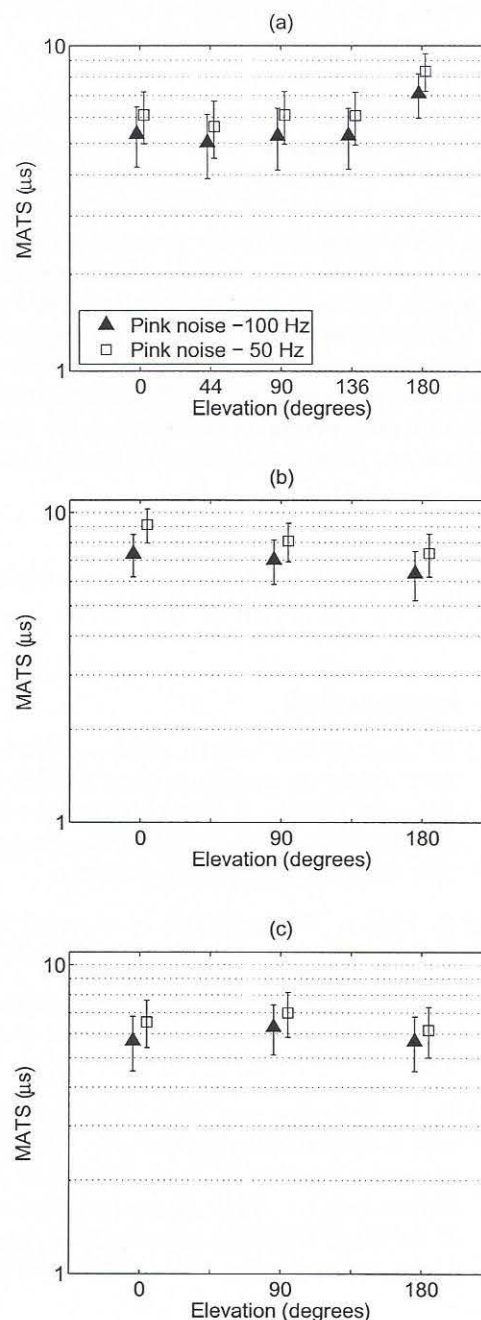 (a)
10
MATS (μs)
▲ Pink noise −100 Hz
□ Pink noise − 50 Hz
1
0 44 90 136 180
Elevation (degrees)
(b)
10
MATS (μs)
1
0 90 180
Elevation (degrees)
(c)
10
MATS (μs)
1
0 90 180
Elevation (degrees)